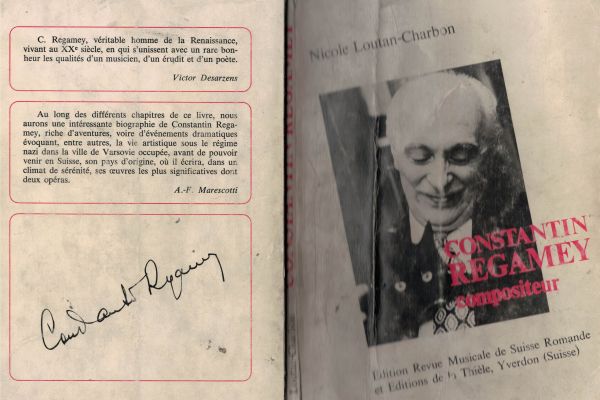 C. Regamey, véritable homme de la Renaissance,
vivant au XXe siècle, en qui s'unissent avec un rare bon-
heur les qualités d'un musicien, d'un érudit et d'un poète.
Victor Desarzens
Au long des différents chapitres de ce livre, nous
aurons une intéressante biographie de Constantin Rega-
mey, riche d'aventures, voire d'événements dramatiques
évoquant, entre autres, la vie artistique sous le régime
nazi dans la ville de Varsovie occupée, avant de pouvoir
venir en Suisse, son pays d'origine, où il écrira, dans un
climat de sérénité, ses œuvres les plus significatives dont
deux opéras.
A.-F. Marescotti
Constantin Regamey
CONSTANTIN REGAMEY
Nicole Loutan-Charbon
CONSTANTIN
REGAMEY
compositeur
Edition Revue Musicale de Suisse Romande
et Editions de la Thièle, Yverdon (Suisse)